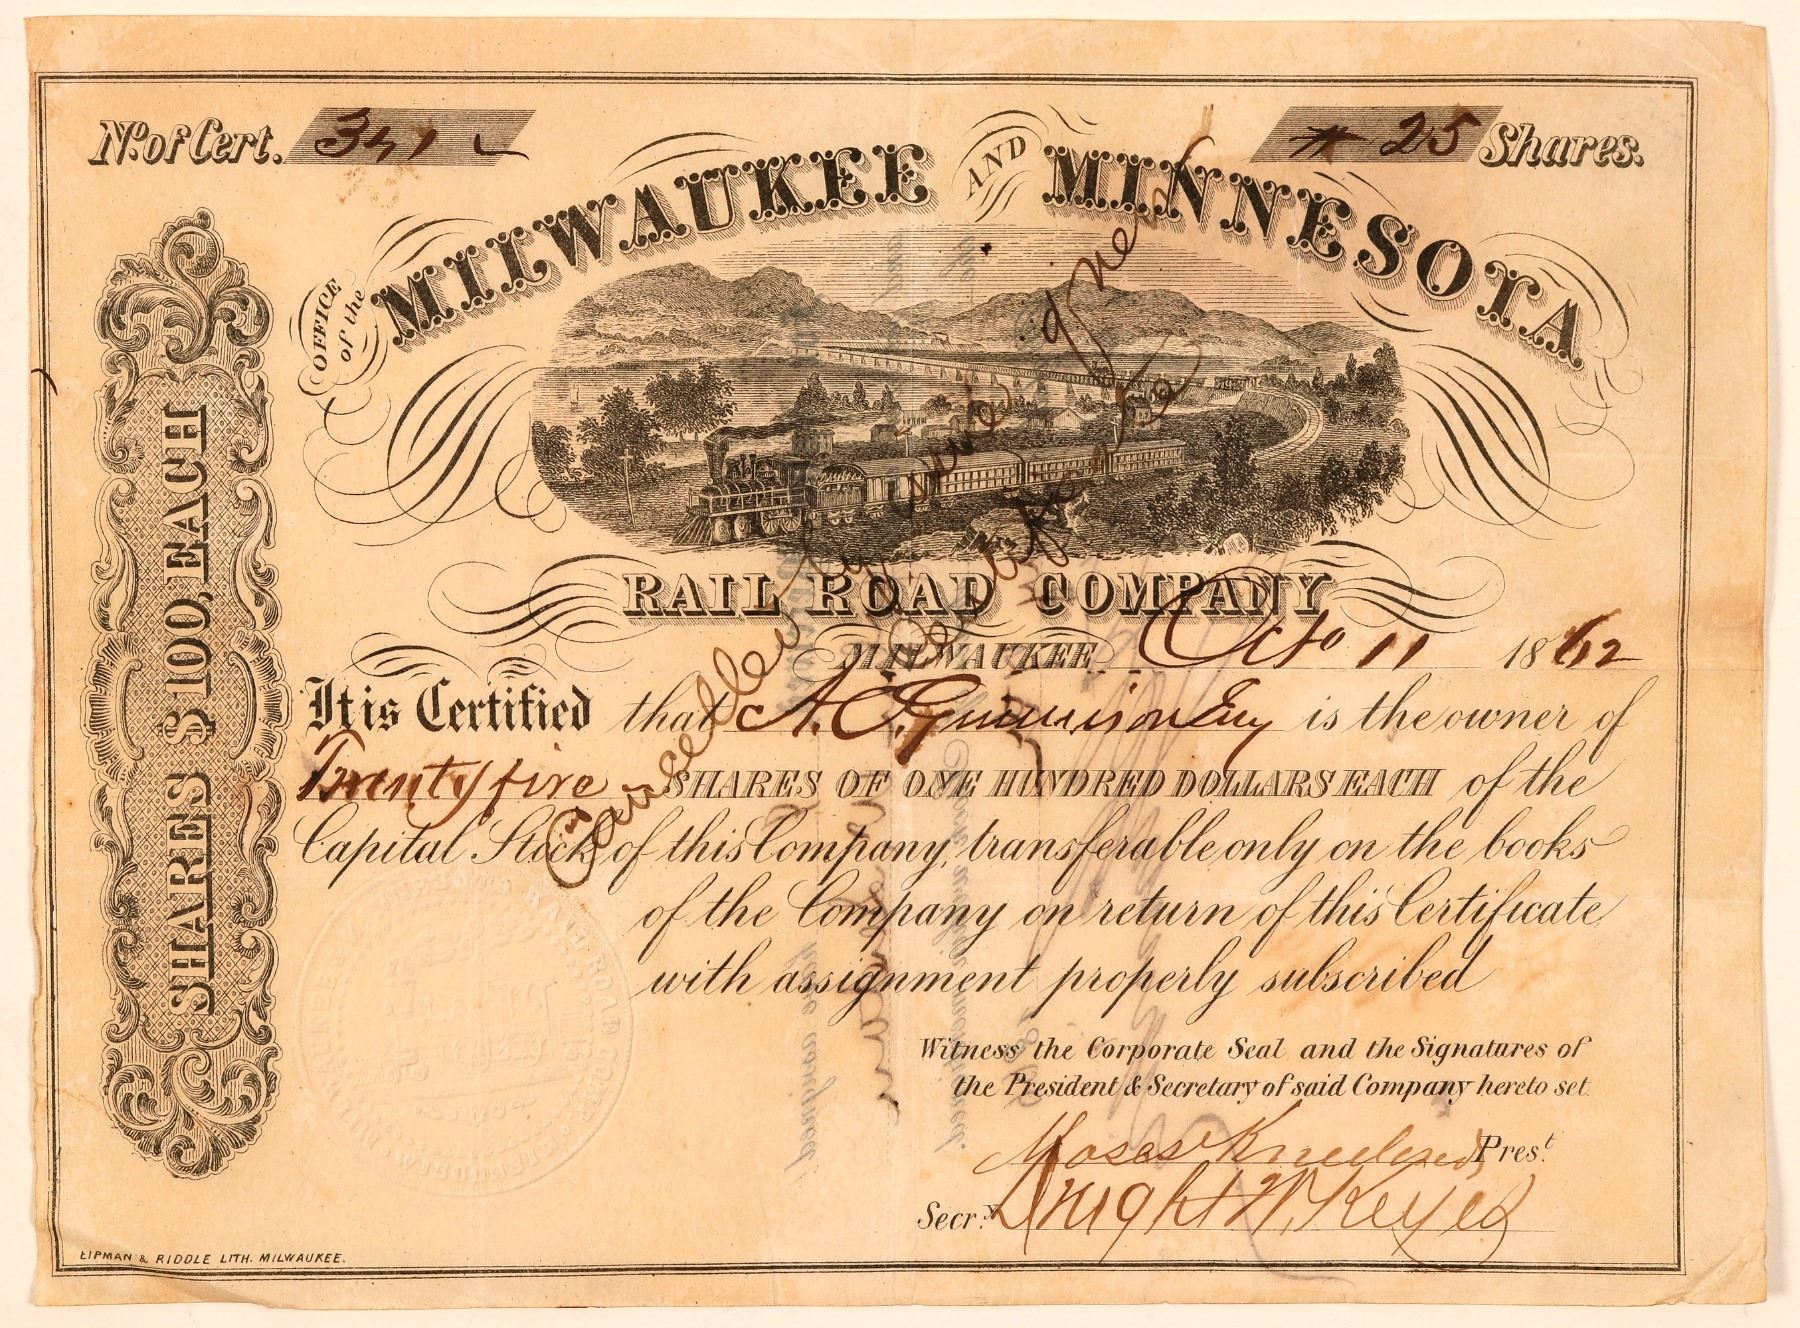 No. of Cert. 341
25 Shares.
OFFICE of the
MILWAUKEE AND MINNESOTA
RAIL ROAD COMPANY
MILWAUKEE Oct 11 1862
It is Certified that A. C. is the owner of
Twenty five SHARES OF ONE HUNDRED DOLLARS EACH of the
Capital Stock of this Company, transferable only on the books
of the Company on return of this Certificate
with assignment properly subscribed
Witness the Corporate Seal and the Signatures of
the President & Secretary of said Company hereto set.
Moses Kneeland Prest.
Secry. Dwight W. Keyes
SHARES $100, EACH
Cancelled by
LIPMAN & RIDDLE LITH. MILWAUKEE.